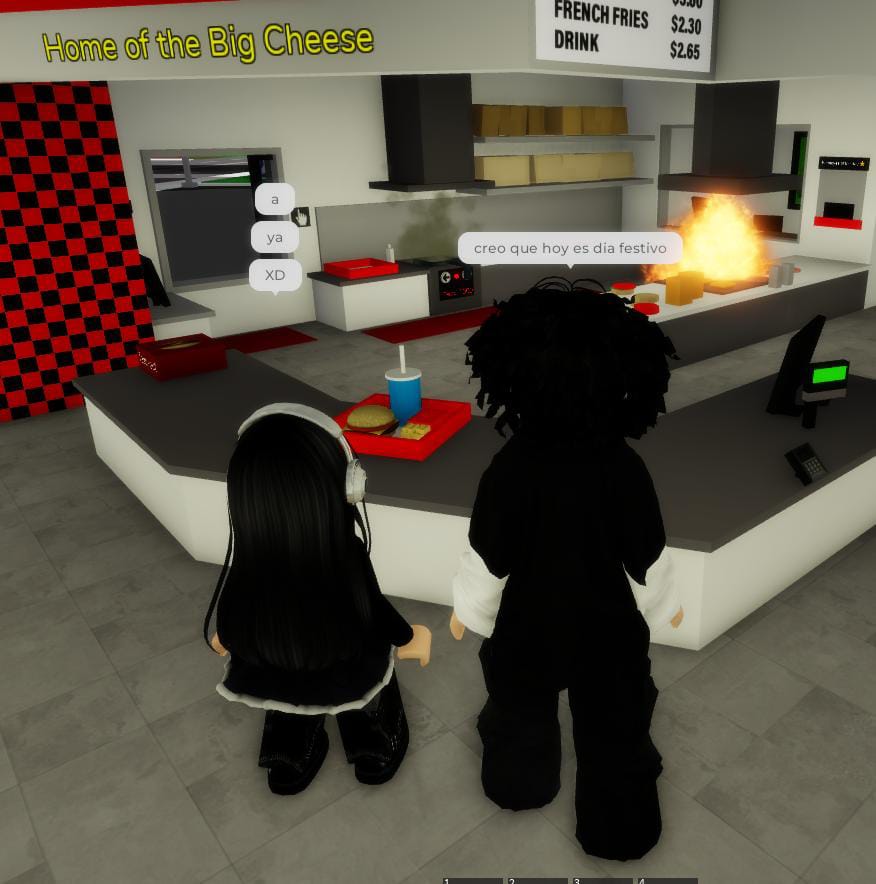 Home of the Big Cheese
FRENCH FRIES $2.30
DRINK $2.65
a
ya
XD
creo que hoy es dia festivo
1 2 3 4